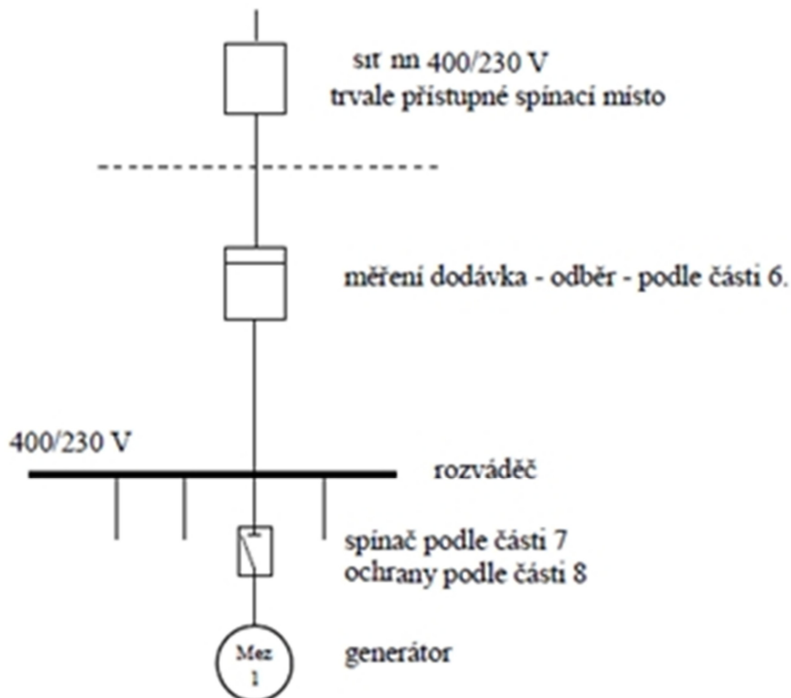 síť nn 400/230 V
trvale přístupné spínací místo
měření dodávka - odběr - podle části 6.
400/230 V
rozváděč
spínač podle části 7
ochrany podle části 8
Mez
1
generátor